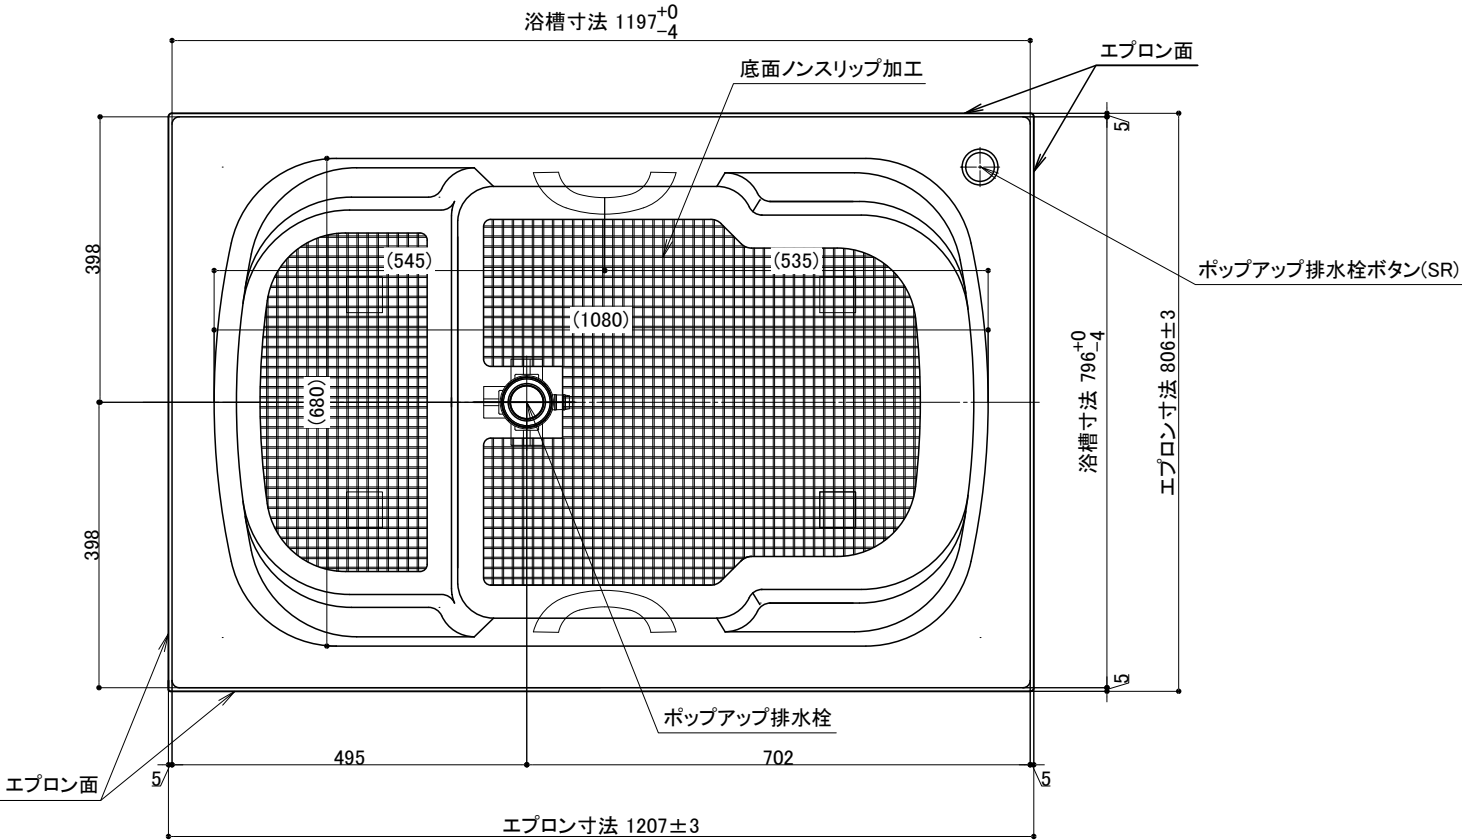 浴槽寸法 1197+0-4
エプロン面
底面ノンスリップ加工
5
398
(545)
(535)
ポップアップ排水栓ボタン(SR)
(1080)
浴槽寸法 796+0-4
エプロン寸法 806±3
(680)
398
5
ポップアップ排水栓
495
702
エプロン面
5
5
エプロン寸法 1207±3